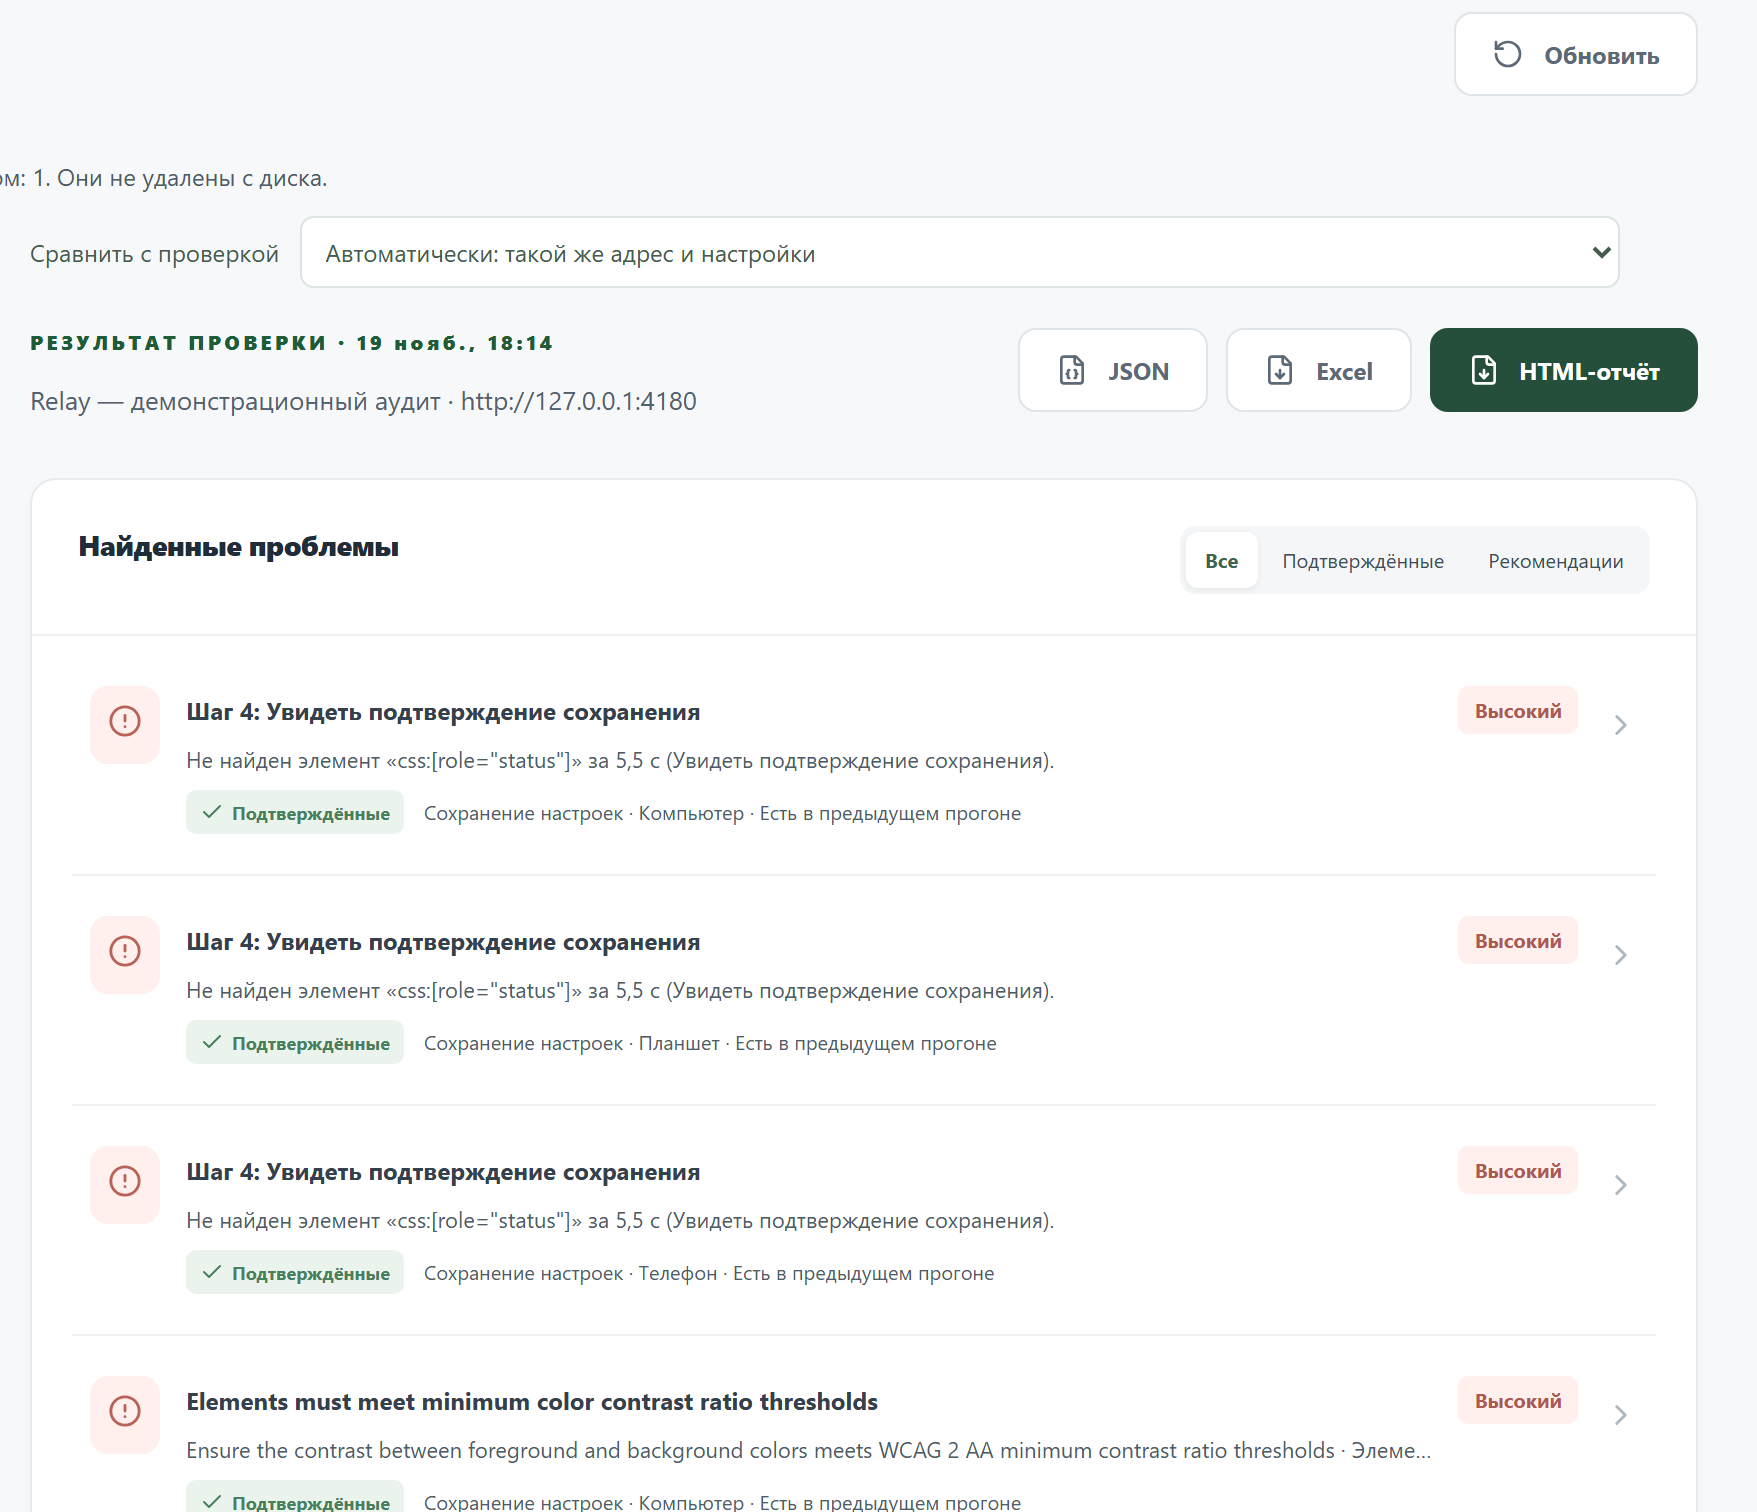 Обновить
ом: 1. Они не удалены с диска.
Сравнить с проверкой
Автоматически: такой же адрес и настройки
РЕЗУЛЬТАТ ПРОВЕРКИ · 19 нояб., 18:14
Relay — демонстрационный аудит · http://127.0.0.1:4180
JSON
Excel
HTML-отчёт
Найденные проблемы
Все
Подтверждённые
Рекомендации
Шаг 4: Увидеть подтверждение сохранения
Высокий
Не найден элемент «css:[role="status"]» за 5,5 с (Увидеть подтверждение сохранения).
Подтверждённые
Сохранение настроек · Компьютер · Есть в предыдущем прогоне
Шаг 4: Увидеть подтверждение сохранения
Высокий
Не найден элемент «css:[role="status"]» за 5,5 с (Увидеть подтверждение сохранения).
Подтверждённые
Сохранение настроек · Планшет · Есть в предыдущем прогоне
Шаг 4: Увидеть подтверждение сохранения
Высокий
Не найден элемент «css:[role="status"]» за 5,5 с (Увидеть подтверждение сохранения).
Подтверждённые
Сохранение настроек · Телефон · Есть в предыдущем прогоне
Elements must meet minimum color contrast ratio thresholds
Высокий
Ensure the contrast between foreground and background colors meets WCAG 2 AA minimum contrast ratio thresholds · Элеме...
Подтверждённые
Сохранение настроек · Компьютер · Есть в предыдущем прогоне